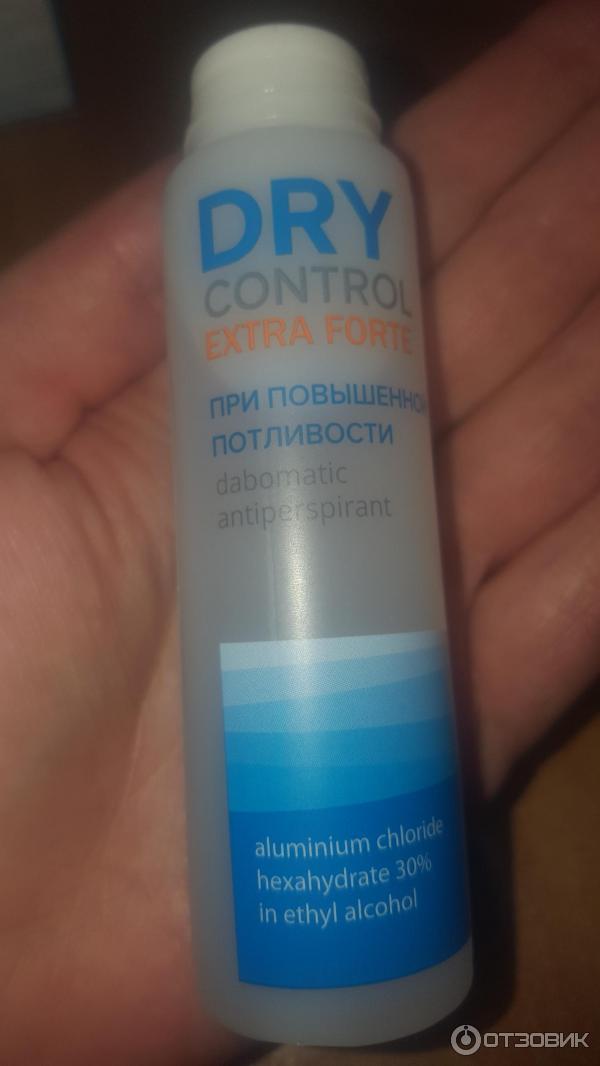 DRY
CONTROL
EXTRA FORTE
ПРИ ПОВЫШЕННОЙ
ПОТЛИВОСТИ
dabomatic
antiperspirant
aluminium chloride
hexahydrate 30%
in ethyl alcohol
ОТЗОВИК